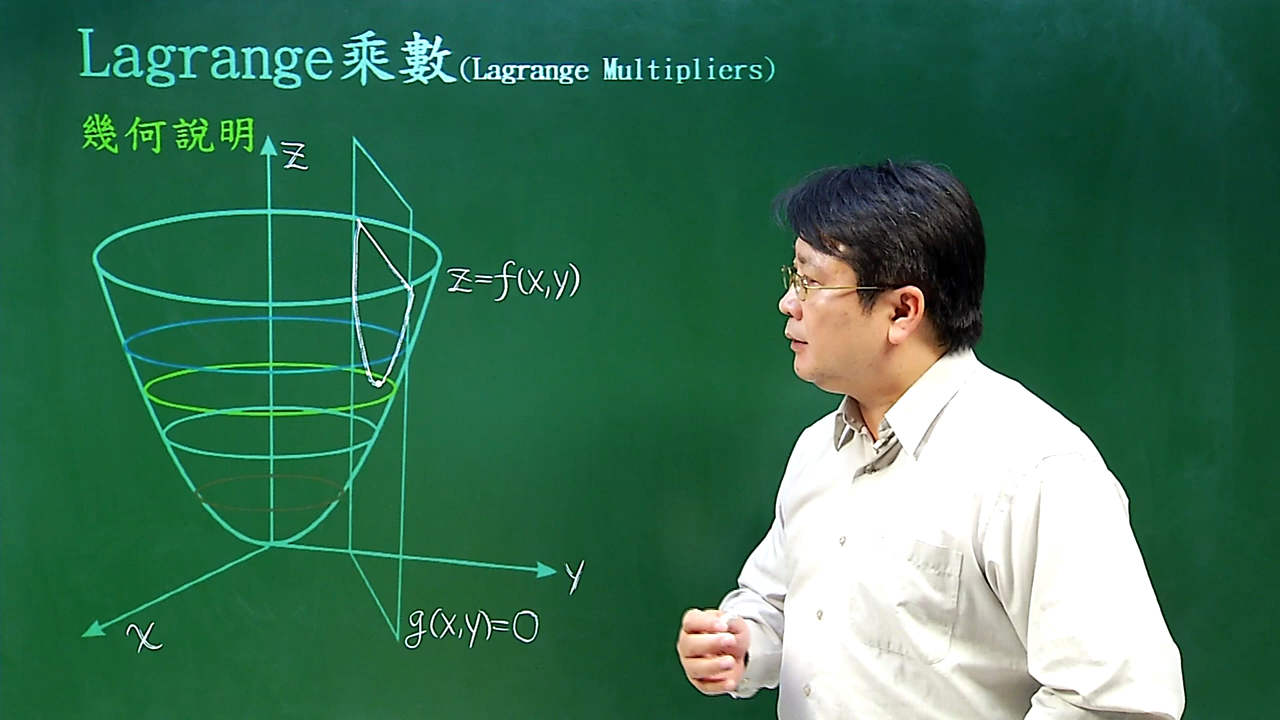 Lagrange乘數(Lagrange Multipliers)
幾何說明
z
z=f(x,y)
y
g(x,y)=0
x